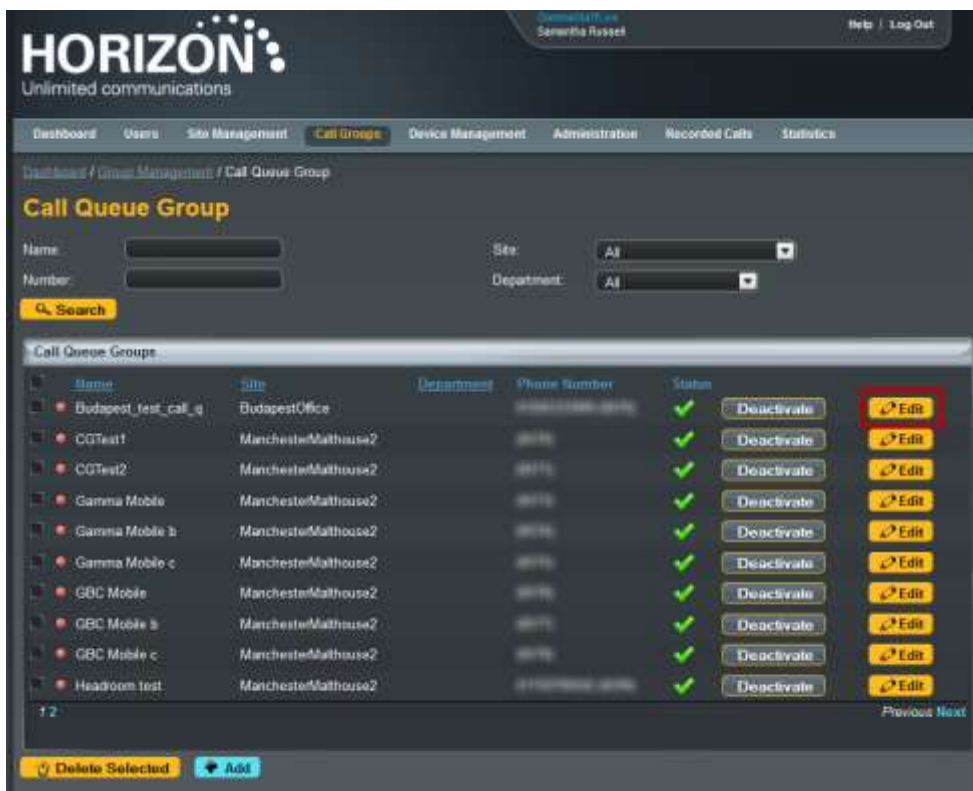 Samantha Russell
Help | Log Out
HORIZON
Unlimited communications
Dashboard Users Site Management Call Groups Device Management Administration Recorded Calls Statistics
Dashboard / Group Management / Call Queue Group
Call Queue Group
Name: Site: All
Number: Department: All
Search
Call Queue Groups
Name Site Department Phone Number Status
Budapest_test_call_q BudapestOffice Deactivate Edit
CGTest1 ManchesterMalthouse2 Deactivate Edit
CGTest2 ManchesterMalthouse2 Deactivate Edit
Gamma Mobile ManchesterMalthouse2 Deactivate Edit
Gamma Mobile b ManchesterMalthouse2 Deactivate Edit
Gamma Mobile c ManchesterMalthouse2 Deactivate Edit
GBC Mobile ManchesterMalthouse2 Deactivate Edit
GBC Mobile b ManchesterMalthouse2 Deactivate Edit
GBC Mobile c ManchesterMalthouse2 Deactivate Edit
Headroom test ManchesterMalthouse2 Deactivate Edit
1 2 Previous Next
Delete Selected Add